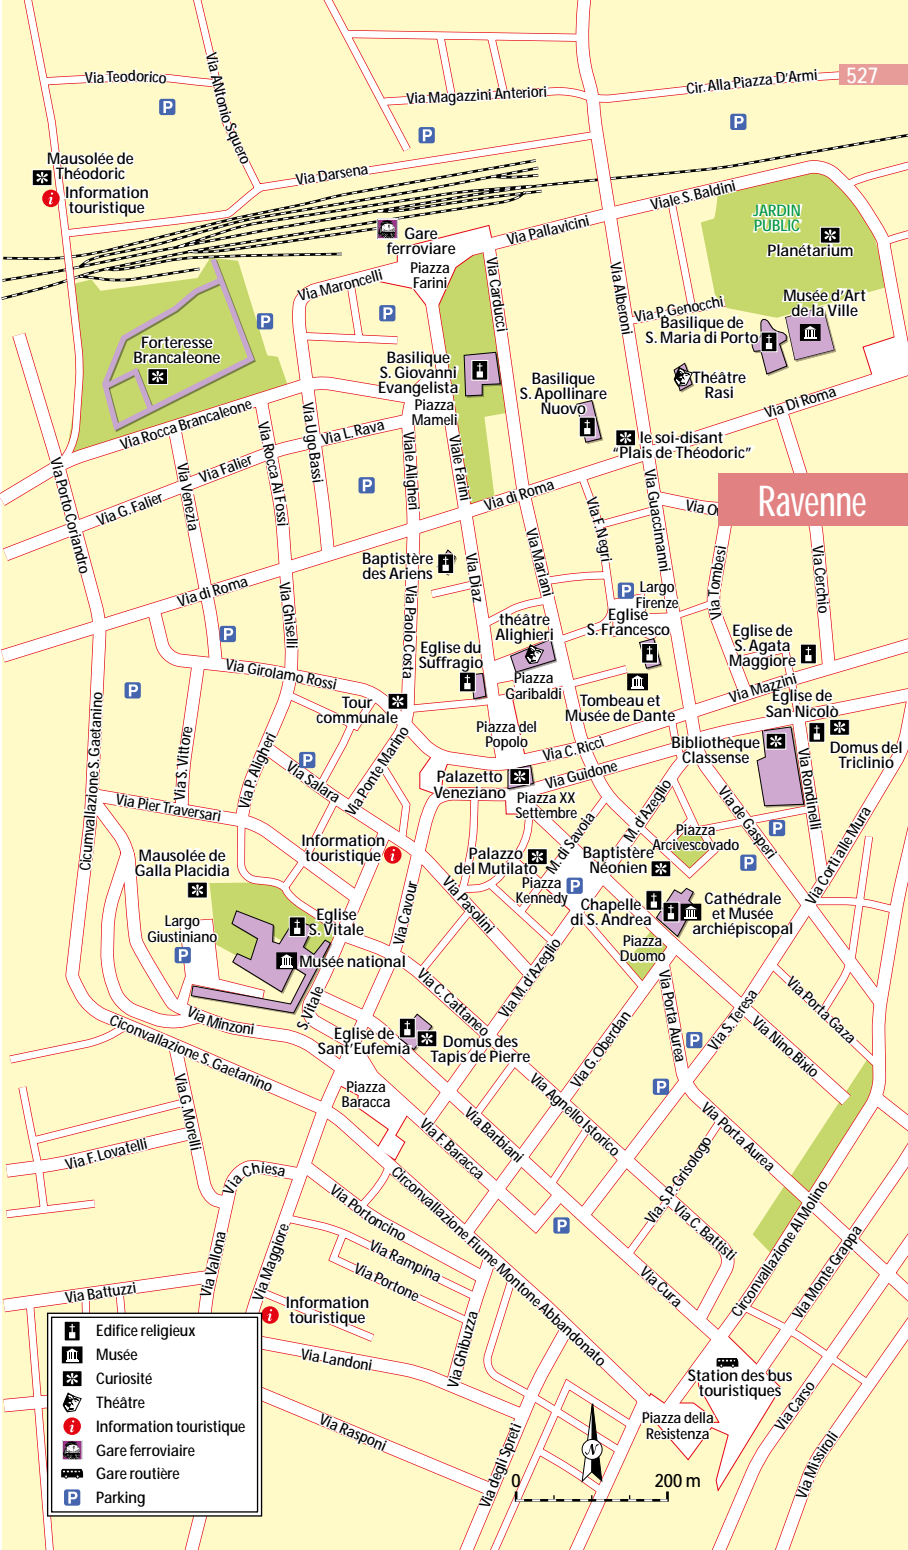 527
Via Teodorico
Via ANtonio Squero
Via Magazzini Anteriori
Cir. Alla Piazza D'Armi
P
P
P
Mausolée de
Théodoric
Information
touristique
Via Darsena
Viale S. Baldini
JARDIN
PUBLIC
Planétarium
Gare
ferroviare
Via Pallavicini
Piazza
Farini
Via Maroncelli
Via Carducci
Via Alberoni
Via P. Genocchi
Musée d'Art
de la Ville
Basilique de
S. Maria di Porto
P
P
Forteresse
Brancaleone
Basilique
S. Giovanni
Evangelista
Basilique
S. Apollinare
Nuovo
Théâtre
Rasi
Piazza
Mameli
Via Di Roma
Via Rocca Brancaleone
Via Ugo Bassi
Via L. Rava
Via Rocca Ai Fossi
Viale Aligheri
Viale Farini
le soi-disant
“Plais de Théodoric”
Via Porto Coriandro
Via Venezia
Via Falier
Via G. Falier
P
Via di Roma
Via F. Negri
Via Guaccimanni
Ravenne
Baptistère
des Ariens
Via Diaz
Via Mariani
Via Tombesi
Via Cerchio
Via di Roma
Via Ghiselli
Via Paolo Costa
P
Largo
Firenze
théâtre
Alighieri
Eglise
S. Francesco
P
Eglise du
Suffragio
Eglise de
S. Agata
Maggiore
Via Girolamo Rossi
Piazza
Garibaldi
P
Tour
communale
Tombeau et
Musée de Dante
Via Mazzini
Eglise de
San Nicolò
Cicumvallazione S. Gaetanino
Piazza del
Popolo
Via S. Vittore
Via P. Aligheri
Via Ponte Marino
Via C. Ricci
Bibliothèque
Classense
Domus del
Triclinio
P
Via Salara
Palazetto
Veneziano
Via Guidone
Via Rondinelli
Via Pier Traversari
Piazza XX
Settembre
M. d'Azeglio
Via de Gasperi
Via Corti alle Mura
M. di Savoia
P
Piazza
Arcivescovado
Information
touristique
Mausolée de
Galla Placidia
Palazzo
del Mutilato
Baptistère
Néonien
P
Piazza
Kennedy
P
Via Pasolini
Via Cavour
Chapelle
di S. Andrea
Cathédrale
et Musée
archiépiscopal
Eglise
S. Vitale
Largo
Giustiniano
P
Musée national
Piazza
Duomo
Via M. d'Azeglio
Via C. Cattaneo
Via Porta Aurea
Via Porta Gaza
S. Vitale
Via Minzoni
Via S. Teresa
Via Nino Bixio
Ciconvallazione S. Gaetanino
Eglise de
Sant'Eufemia
Domus des
Tapis de Pierre
Via G. Oberdan
P
P
Piazza
Baracca
Via Agnello Istorico
Via G. Morelli
Via Barbiani
Via F. Baracca
Via Porta Aurea
Via F. Lovatelli
Via S.P. Grisologo
Via Chiesa
Circonvallazione Fiume Montone Abbandonato
Via Portoncino
Via C. Battisti
Circonvallazione Al Molino
P
Via Vallona
Via Maggiore
Via Rampina
Via Portone
Via Cura
Via Monte Grappa
Via Battuzzi
Information
touristique
Via Ghibuzza
Via Landoni
Station des bus
touristiques
Via Carso
Piazza della
Resistenza
Via Rasponi
Via degli Spreti
Via Missiroli
N
0 200 m
Edifice religieux
Musée
Curiosité
Théâtre
i Information touristique
Gare ferroviaire
Gare routière
P Parking